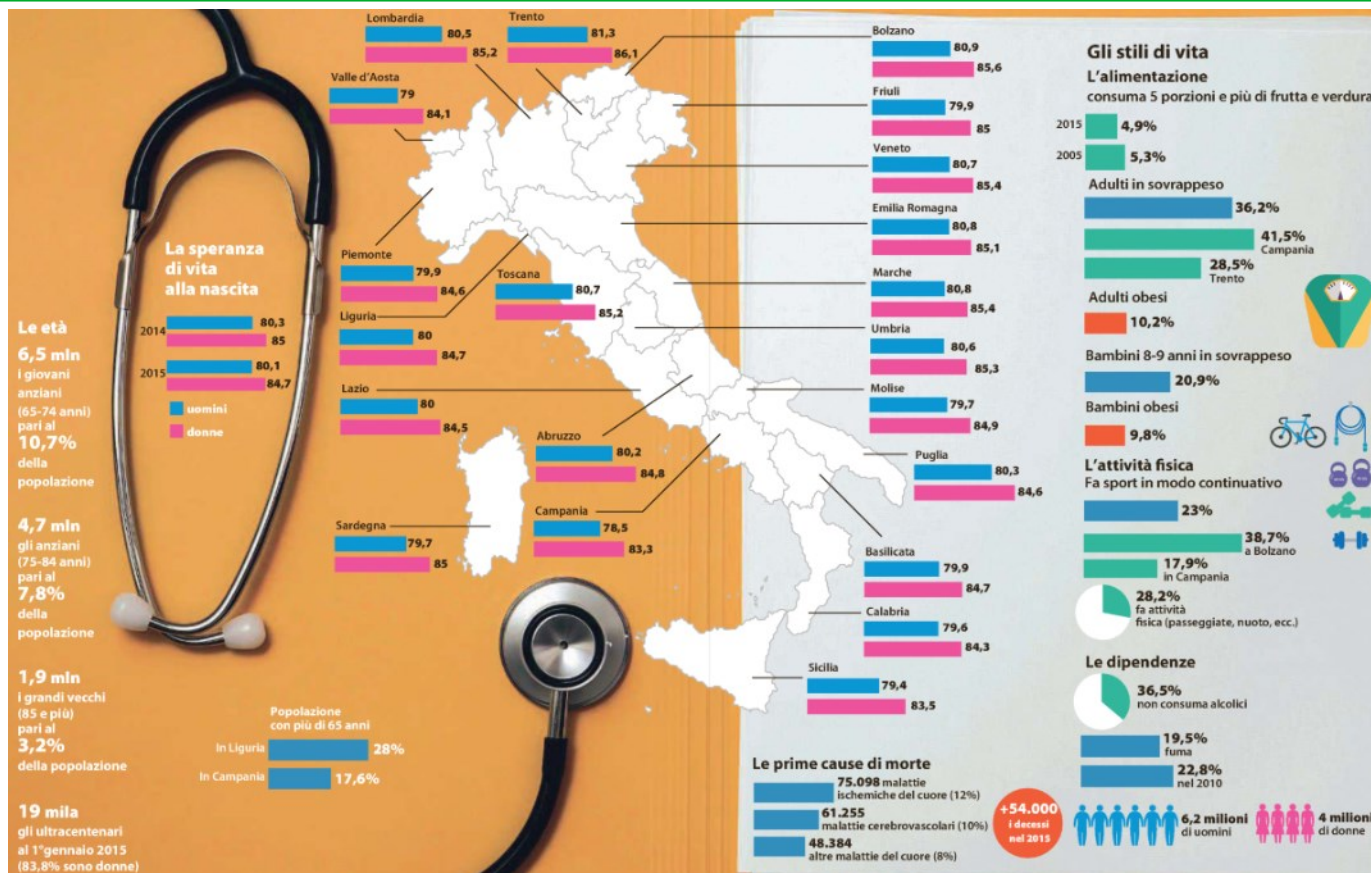 Lombardia
80,5
85,2
Trento
81,3
86,1
Bolzano
80,9
85,6
Valle d'Aosta
79
84,1
Friuli
79,9
85
Veneto
80,7
85,4
Emilia Romagna
80,8
85,1
Piemonte
79,9
84,6
Toscana
80,7
85,2
Marche
80,8
85,4
Liguria
80
84,7
Umbria
80,6
85,3
Lazio
80
84,5
Molise
79,7
84,9
Abruzzo
80,2
84,8
Puglia
80,3
84,6
Campania
78,5
83,3
Sardegna
79,7
85
Basilicata
79,9
84,7
Calabria
79,6
84,3
Sicilia
79,4
83,5
La speranza
di vita
alla nascita
2014
80,3
85
2015
80,1
84,7
uomini
donne
Le età
6,5 mln
i giovani
anziani
(65-74 anni)
pari al
10,7%
della
popolazione
4,7 mln
gli anziani
(75-84 anni)
pari al
7,8%
della
popolazione
1,9 mln
i grandi vecchi
(85 e più)
pari al
3,2%
della popolazione
19 mila
gli ultracentenari
al 1°gennaio 2015
(83,8% sono donne)
Popolazione
con più di 65 anni
In Liguria
28%
In Campania
17,6%
Le prime cause di morte
75.098 malattie
ischemiche del cuore (12%)
61.255
malattie cerebrovascolari (10%)
48.384
altre malattie del cuore (8%)
+54.000
i decessi
nel 2015
Gli stili di vita
L'alimentazione
consuma 5 porzioni e più di frutta e verdura
2015
4,9%
2005
5,3%
Adulti in sovrappeso
36,2%
41,5%
Campania
28,5%
Trento
Adulti obesi
10,2%
Bambini 8-9 anni in sovrappeso
20,9%
Bambini obesi
9,8%
L'attività fisica
Fa sport in modo continuativo
23%
38,7%
a Bolzano
17,9%
in Campania
28,2%
fa attività
fisica (passeggiate, nuoto, ecc.)
Le dipendenze
36,5%
non consuma alcolici
19,5%
fuma
22,8%
nel 2010
6,2 milioni
di uomini
4 milioni
di donne